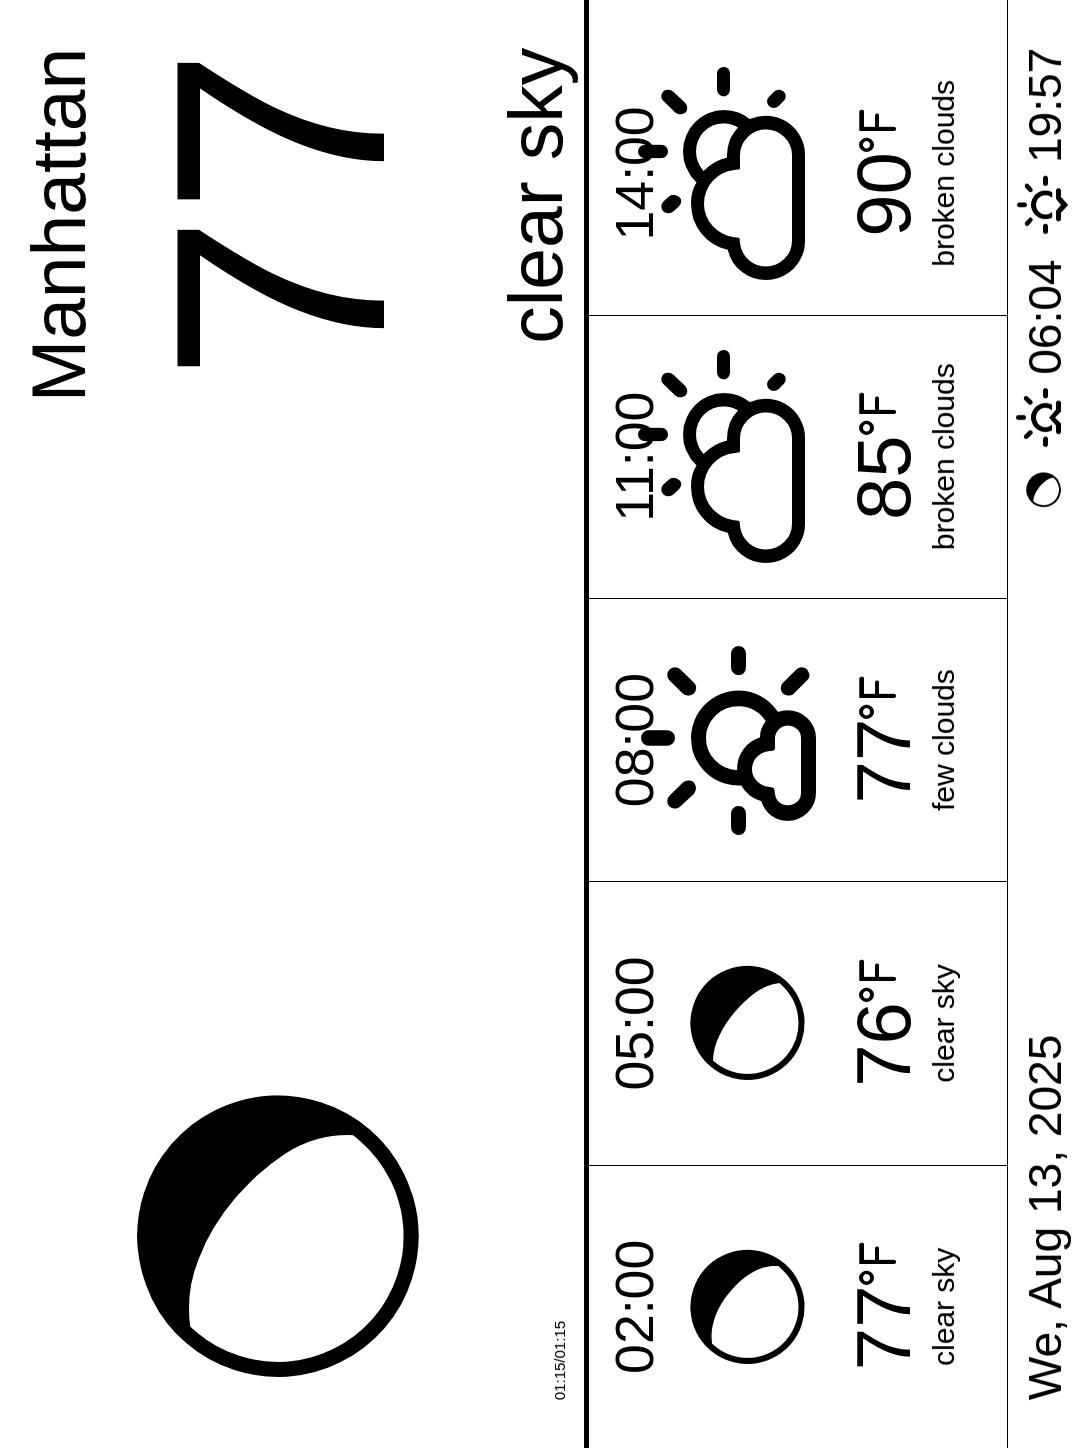 Manhattan
77
clear sky
01:15/01:15
02:00
77°F
clear sky
05:00
76°F
clear sky
08:00
77°F
few clouds
11:00
85°F
broken clouds
14:00
90°F
broken clouds
We, Aug 13, 2025
06:04
19:57